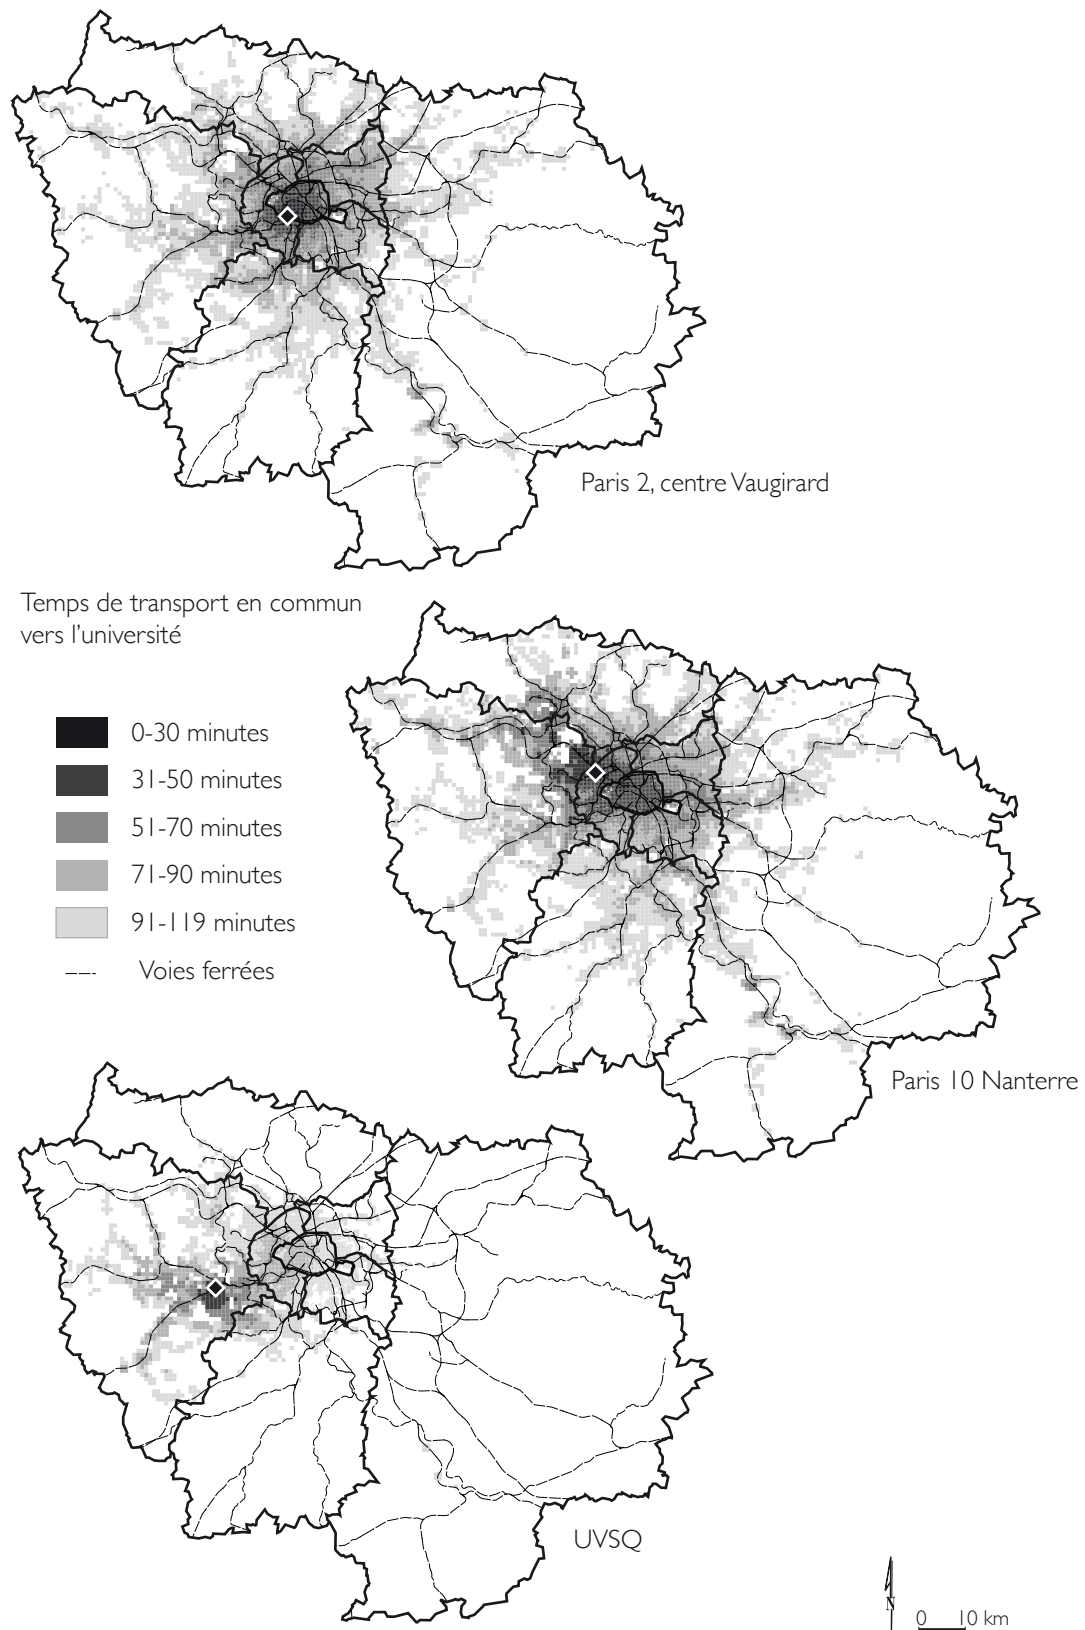 Paris 2, centre Vaugirard
Temps de transport en commun
vers l'université
0-30 minutes
31-50 minutes
51-70 minutes
71-90 minutes
91-119 minutes
Voies ferrées
Paris 10 Nanterre
UVSQ
N
0 10 km